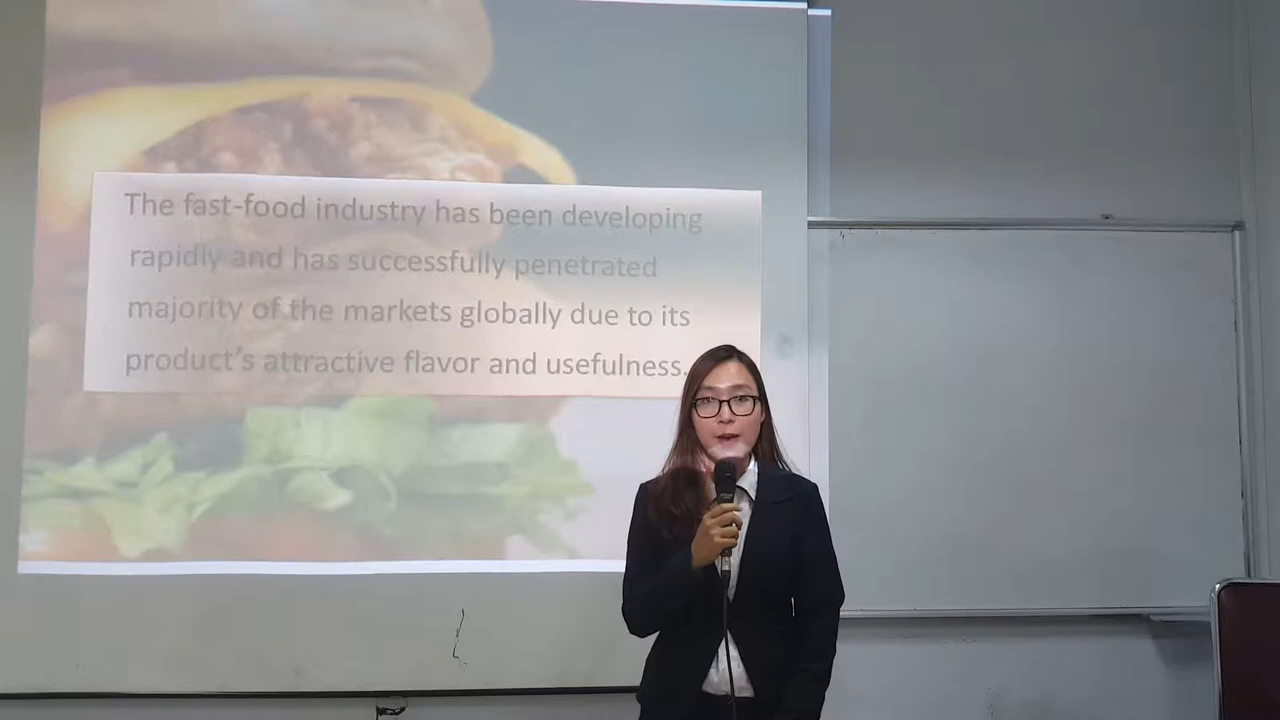 The fast-food industry has been developing
rapidly and has successfully penetrated
majority of the markets globally due to its
product's attractive flavor and usefulness.